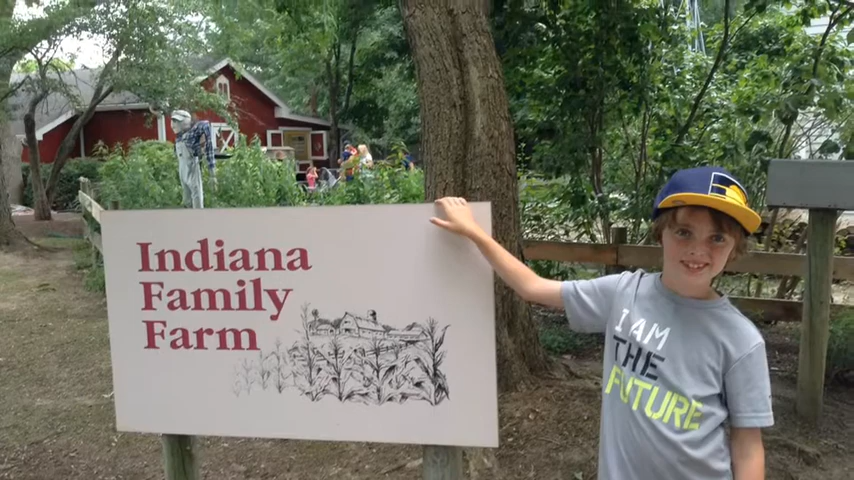 Indiana
Family
Farm
I AM
THE
FUTURE